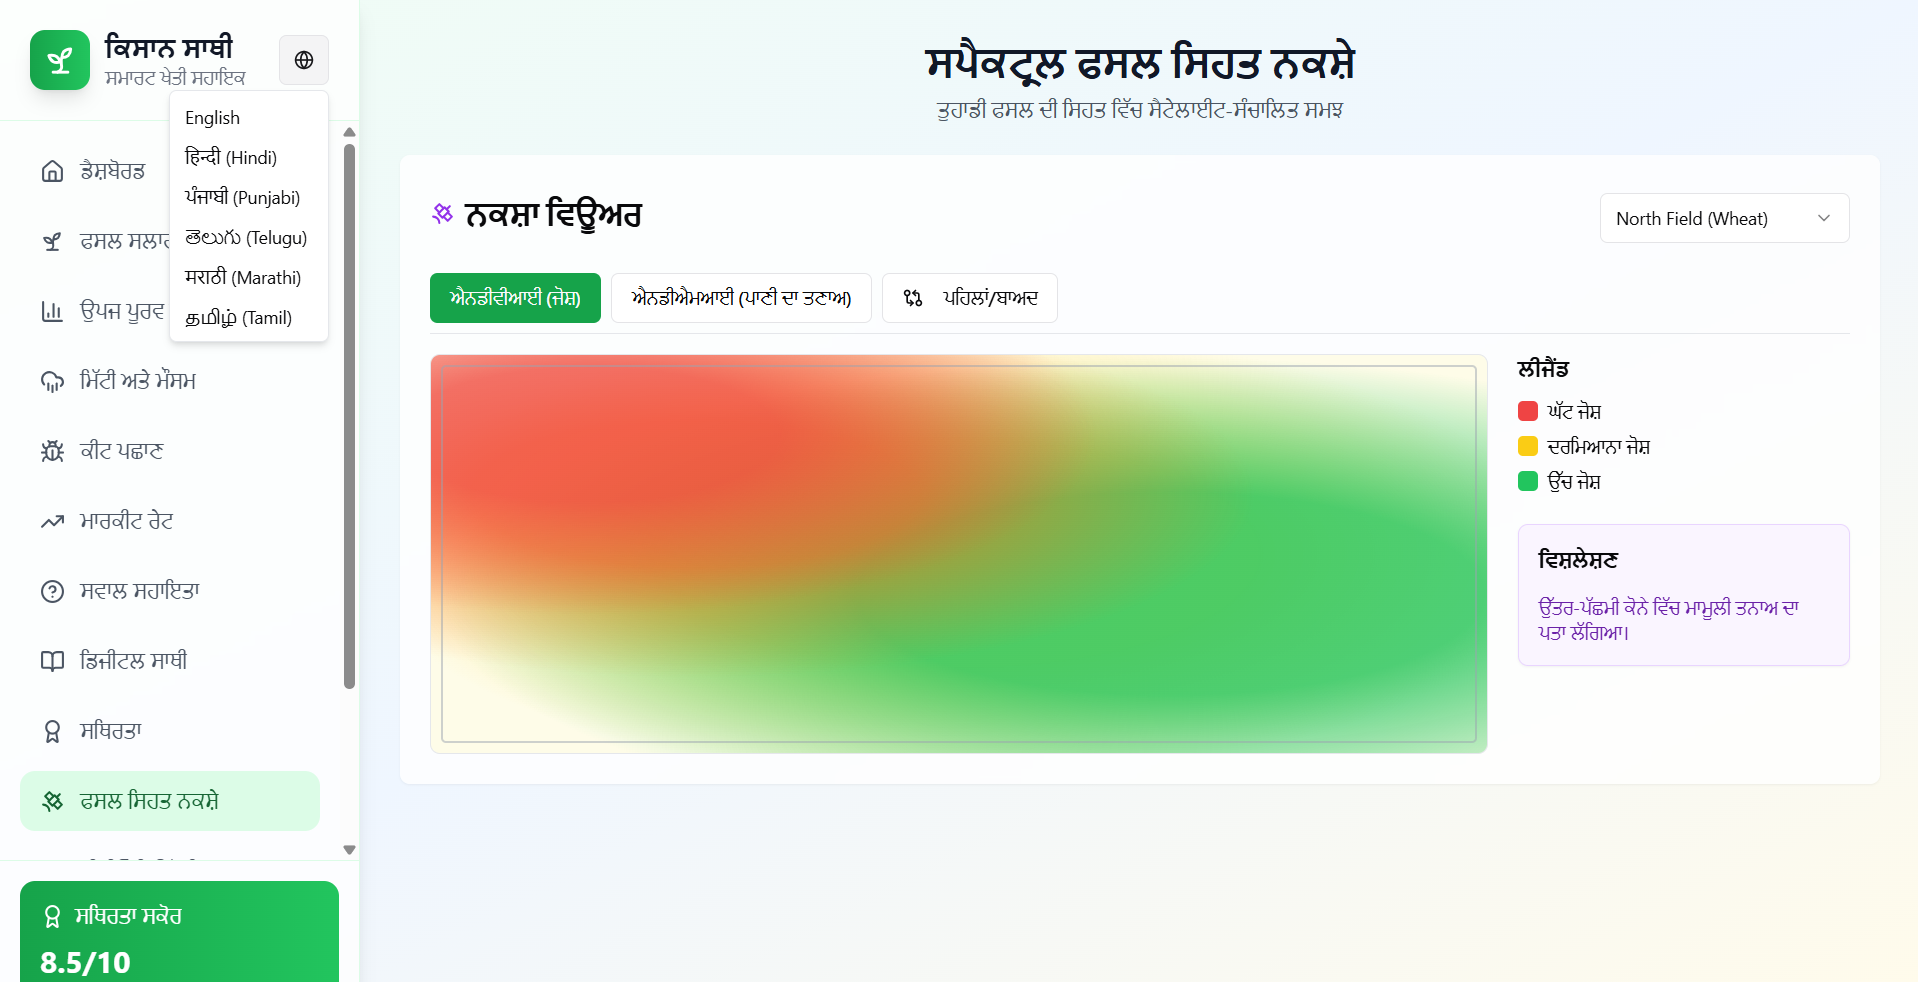 ਕਿਸਾਨ ਸਾਥੀ
ਸਮਾਰਟ ਖੇਤੀ ਸਹਾਇਕ
English
हिन्दी (Hindi)
ਪੰਜਾਬੀ (Punjabi)
తెలుగు (Telugu)
मराठी (Marathi)
தமிழ் (Tamil)
ਡੈਸ਼ਬੋਰਡ
ਫਸਲ
ਉਪਜ ਪੂਰਵ
ਮਿੱਟੀ ਅਤੇ ਮੌਸਮ
ਕੀਟ ਪਛਾਣ
ਮਾਰਕੀਟ ਰੇਟ
ਸਵਾਲ ਸਹਾਇਤਾ
ਡਿਜੀਟਲ ਸਾਥੀ
ਸਥਿਰਤਾ
ਫਸਲ ਸਿਹਤ ਨਕਸ਼ੇ
ਸਥਿਰਤਾ ਸਕੋਰ
8.5/10
ਸਪੈਕਟ੍ਰਲ ਫਸਲ ਸਿਹਤ ਨਕਸ਼ੇ
ਤੁਹਾਡੀ ਫਸਲ ਦੀ ਸਿਹਤ ਵਿੱਚ ਸੈਟੇਲਾਈਟ-ਸੰਚਾਲਿਤ ਸਮਝ
ਨਕਸ਼ਾ ਵਿਊਅਰ
North Field (Wheat)
ਐਨਡੀਵੀਆਈ (ਜੋਸ਼)
ਐਨਡੀਐਮਆਈ (ਪਾਣੀ ਦਾ ਤਣਾਅ)
ਪਹਿਲਾਂ/ਬਾਅਦ
ਲੀਜੈਂਡ
ਘੱਟ ਜੋਸ਼
ਦਰਮਿਆਨਾ ਜੋਸ਼
ਉੱਚ ਜੋਸ਼
ਵਿਸ਼ਲੇਸ਼ਣ
ਉੱਤਰ-ਪੱਛਮੀ ਕੋਨੇ ਵਿੱਚ ਮਾਮੂਲੀ ਤਨਾਅ ਦਾ
ਪਤਾ ਲੱਗਿਆ।